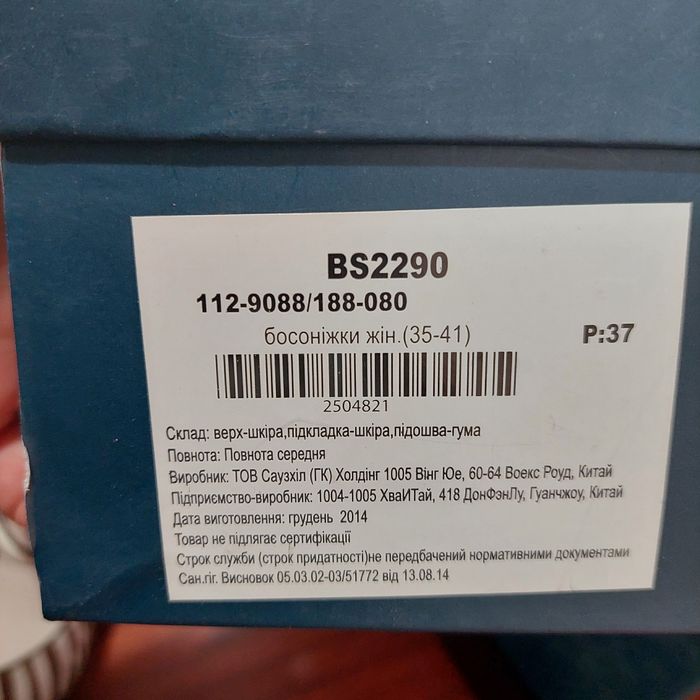 BS2290
112-9088/188-080
босоніжки жін.(35-41)
Р:37
2504821
Склад: верх-шкіра,підкладка-шкіра,підошва-гума
Повнота: Повнота середня
Виробник: ТОВ Саузхіл (ГК) Холдінг 1005 Вінг Юе, 60-64 Воекс Роуд, Китай
Підприємство-виробник: 1004-1005 ХваИТай, 418 ДонФэнЛу, Гуанчжоу, Китай
Дата виготовлення: грудень 2014
Товар не підлягає сертифікації
Строк служби (строк придатності)не передбачений нормативними документами
Сан.гіг. Висновок 05.03.02-03/51772 від 13.08.14